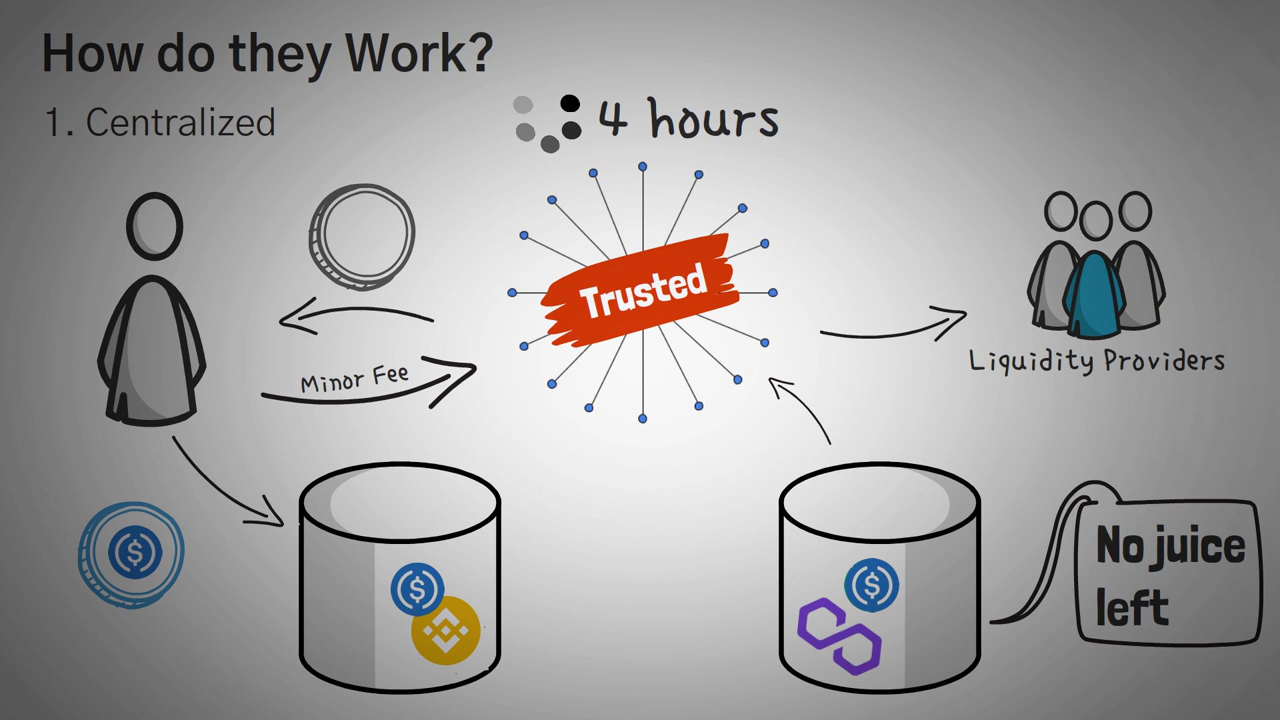 How do they Work?
1. Centralized
4 hours
Trusted
Minor Fee
Liquidity Providers
No juice
left